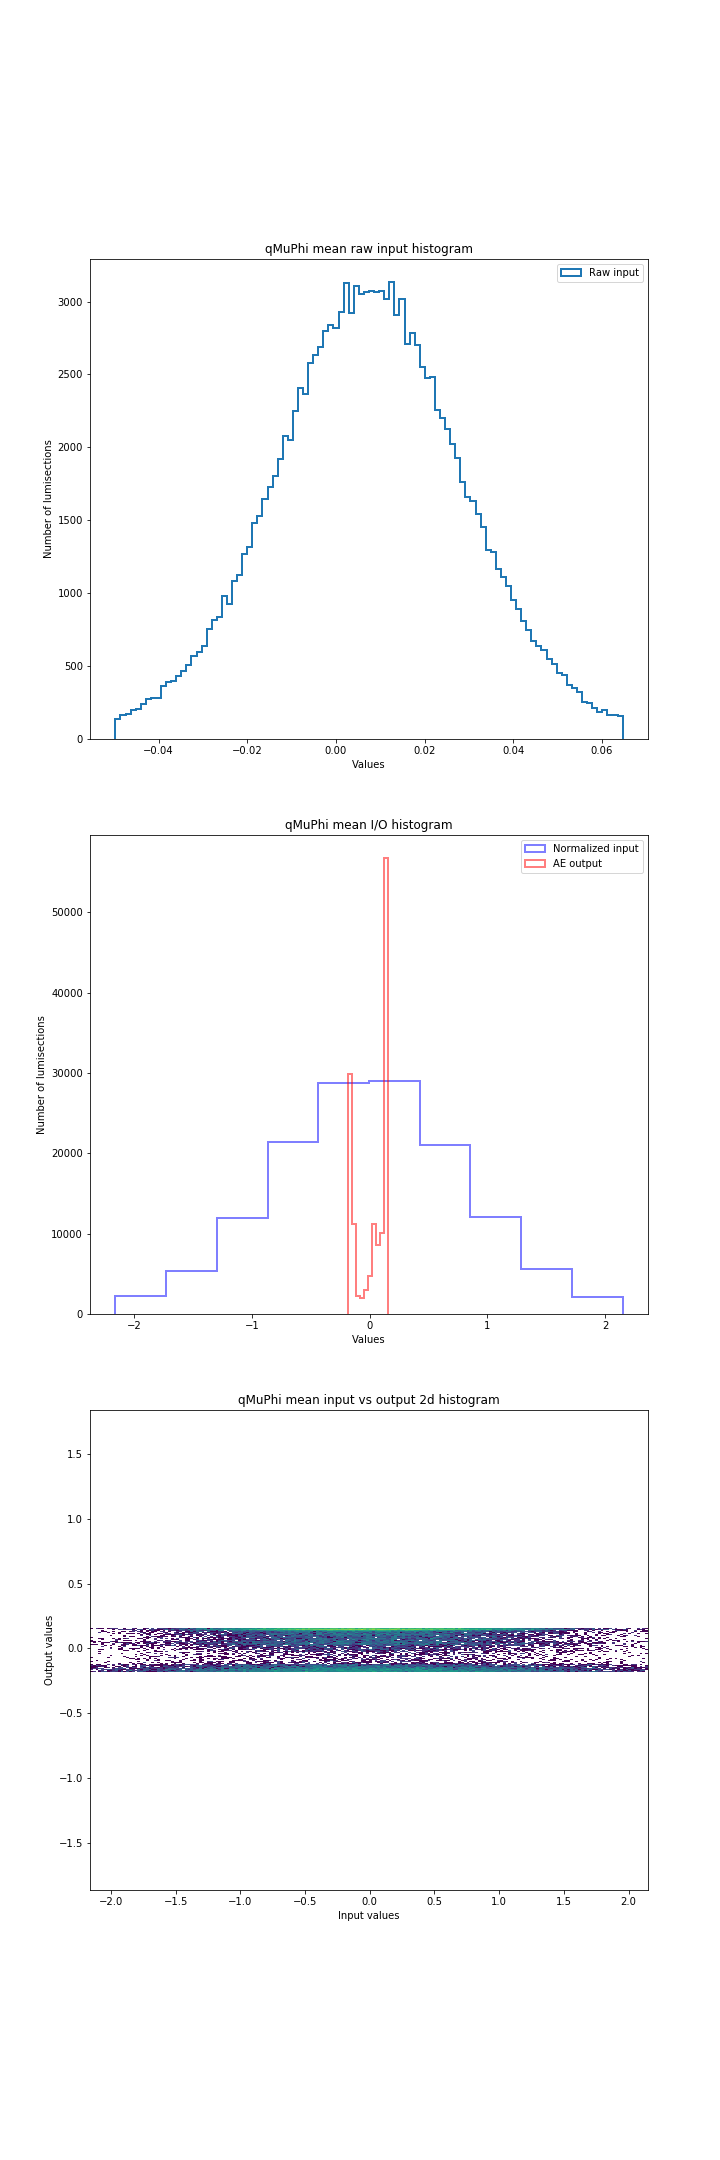 qMuPhi mean raw input histogram
Raw input
3000
2500
2000
1500
1000
500
0
Number of lumisections
−0.04 −0.02 0.00 0.02 0.04 0.06
Values
qMuPhi mean I/O histogram
Normalized input
AE output
50000
40000
30000
20000
10000
0
Number of lumisections
−2 −1 0 1 2
Values
qMuPhi mean input vs output 2d histogram
1.5
1.0
0.5
0.0
−0.5
−1.0
−1.5
Output values
−2.0 −1.5 −1.0 −0.5 0.0 0.5 1.0 1.5 2.0
Input values